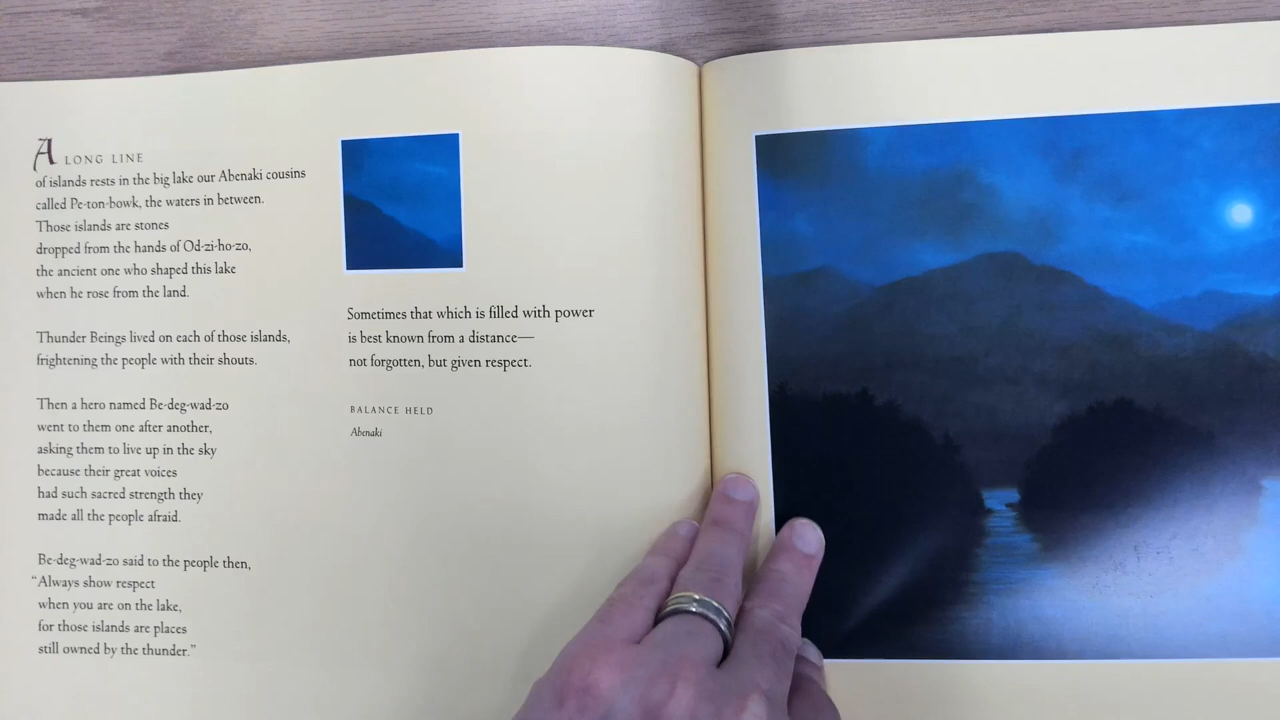 A LONG LINE
of islands rests in the big lake our Abenaki cousins
called Pe-ton-bowk, the waters in between.
Those islands are stones
dropped from the hands of Od-zi-ho-zo,
the ancient one who shaped this lake
when he rose from the land.
Thunder Beings lived on each of those islands,
frightening the people with their shouts.
Then a hero named Be-deg-wad-zo
went to them one after another,
asking them to live up in the sky
because their great voices
had such sacred strength they
made all the people afraid.
Be-deg-wad-zo said to the people then,
“Always show respect
when you are on the lake,
for those islands are places
still owned by the thunder.”
Sometimes that which is filled with power
is best known from a distance—
not forgotten, but given respect.
BALANCE HELD
Abenaki